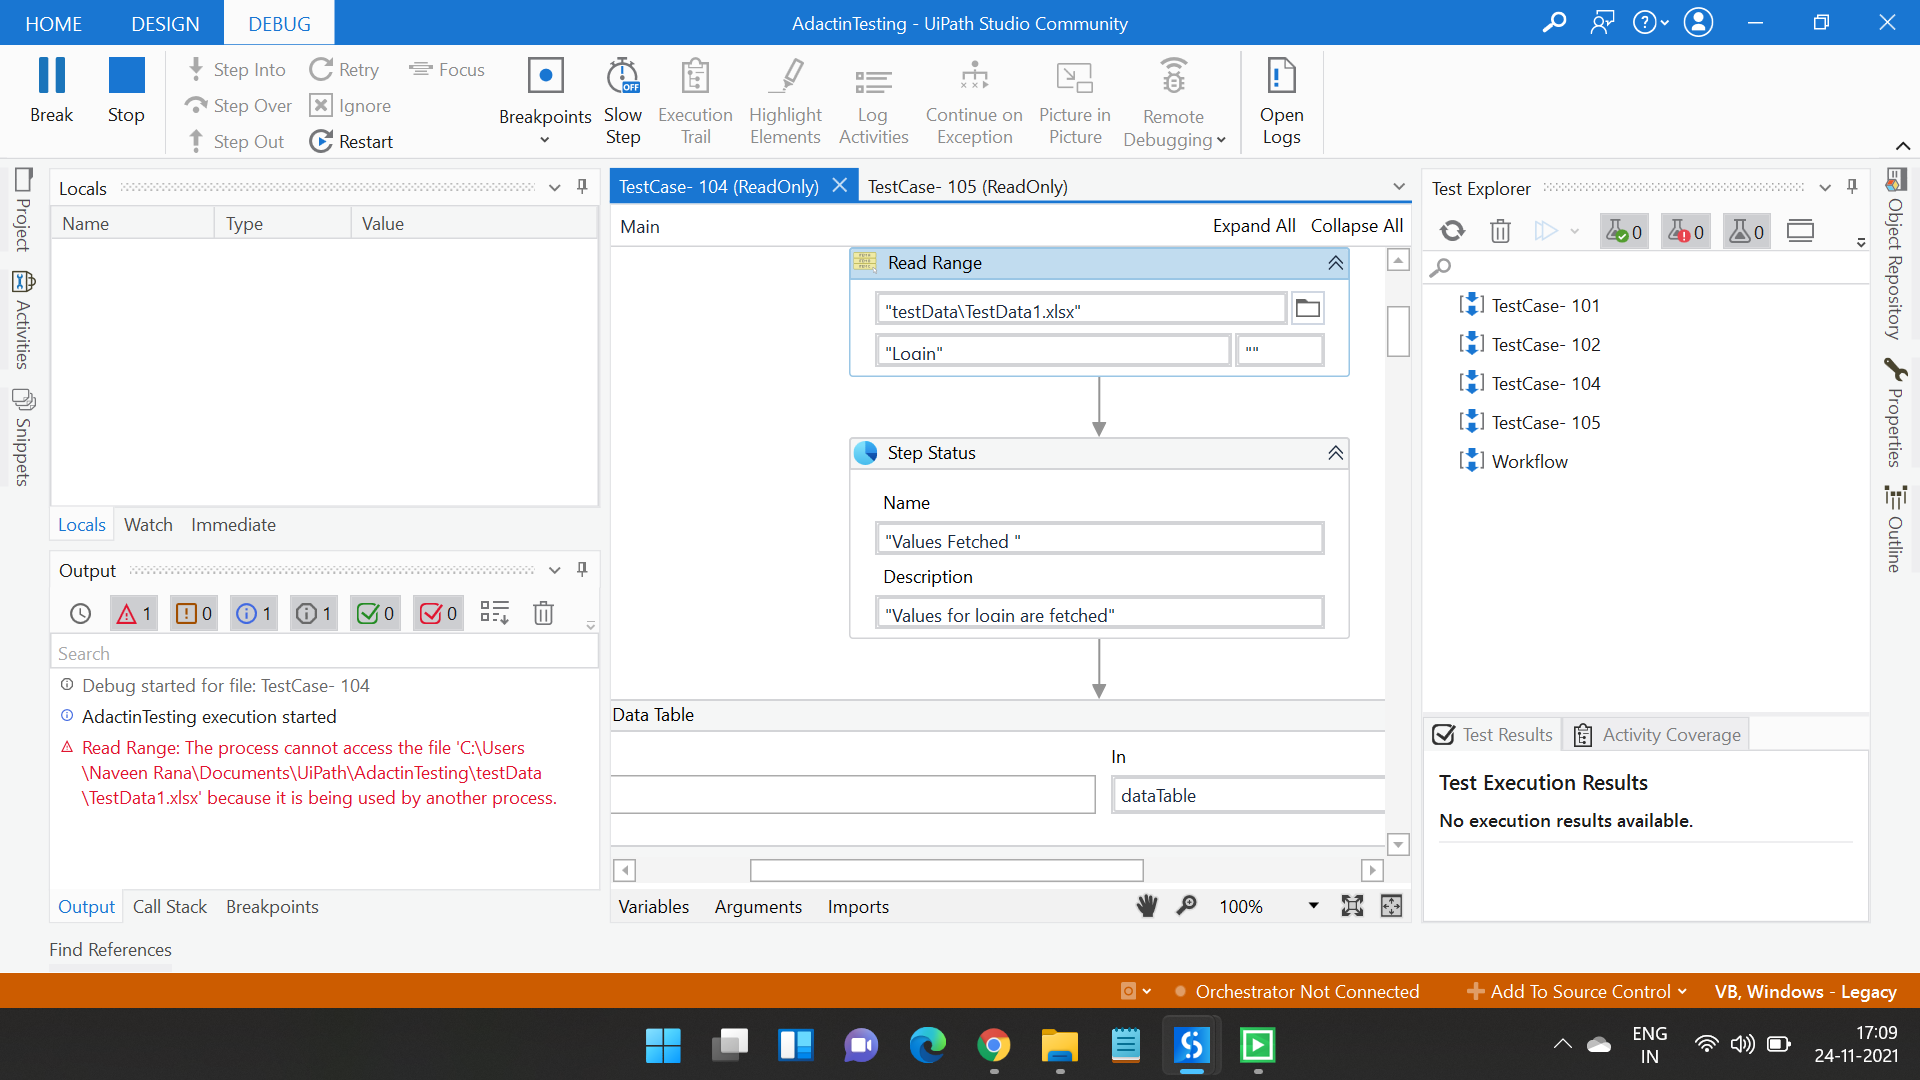 HOME DESIGN DEBUG
AdactinTesting - UiPath Studio Community
Break
Stop
Step Into
Step Over
Step Out
Retry
Ignore
Restart
Focus
Breakpoints
Slow
Step
OFF
Execution
Trail
Highlight
Elements
Log
Activities
Continue on
Exception
Picture in
Picture
Remote
Debugging
Open
Logs
Project
Activities
Snippets
Locals
Name Type Value
Locals Watch Immediate
Output
1 0 1 1 0 0
Search
Debug started for file: TestCase- 104
AdactinTesting execution started
Read Range: The process cannot access the file 'C:\Users
\Naveen Rana\Documents\UiPath\AdactinTesting\testData
\TestData1.xlsx' because it is being used by another process.
Output Call Stack Breakpoints
Find References
TestCase- 104 (ReadOnly) TestCase- 105 (ReadOnly)
Main Expand All Collapse All
Read Range
"testData\TestData1.xlsx"
"Login" ""
Step Status
Name
"Values Fetched "
Description
"Values for login are fetched"
Data Table
In
dataTable
Variables Arguments Imports 100%
Test Explorer
0 0 0
TestCase- 101
TestCase- 102
TestCase- 104
TestCase- 105
Workflow
Test Results Activity Coverage
Test Execution Results
No execution results available.
Object Repository
Properties
Outline
Orchestrator Not Connected Add To Source Control VB, Windows - Legacy
ENG
IN
17:09
24-11-2021